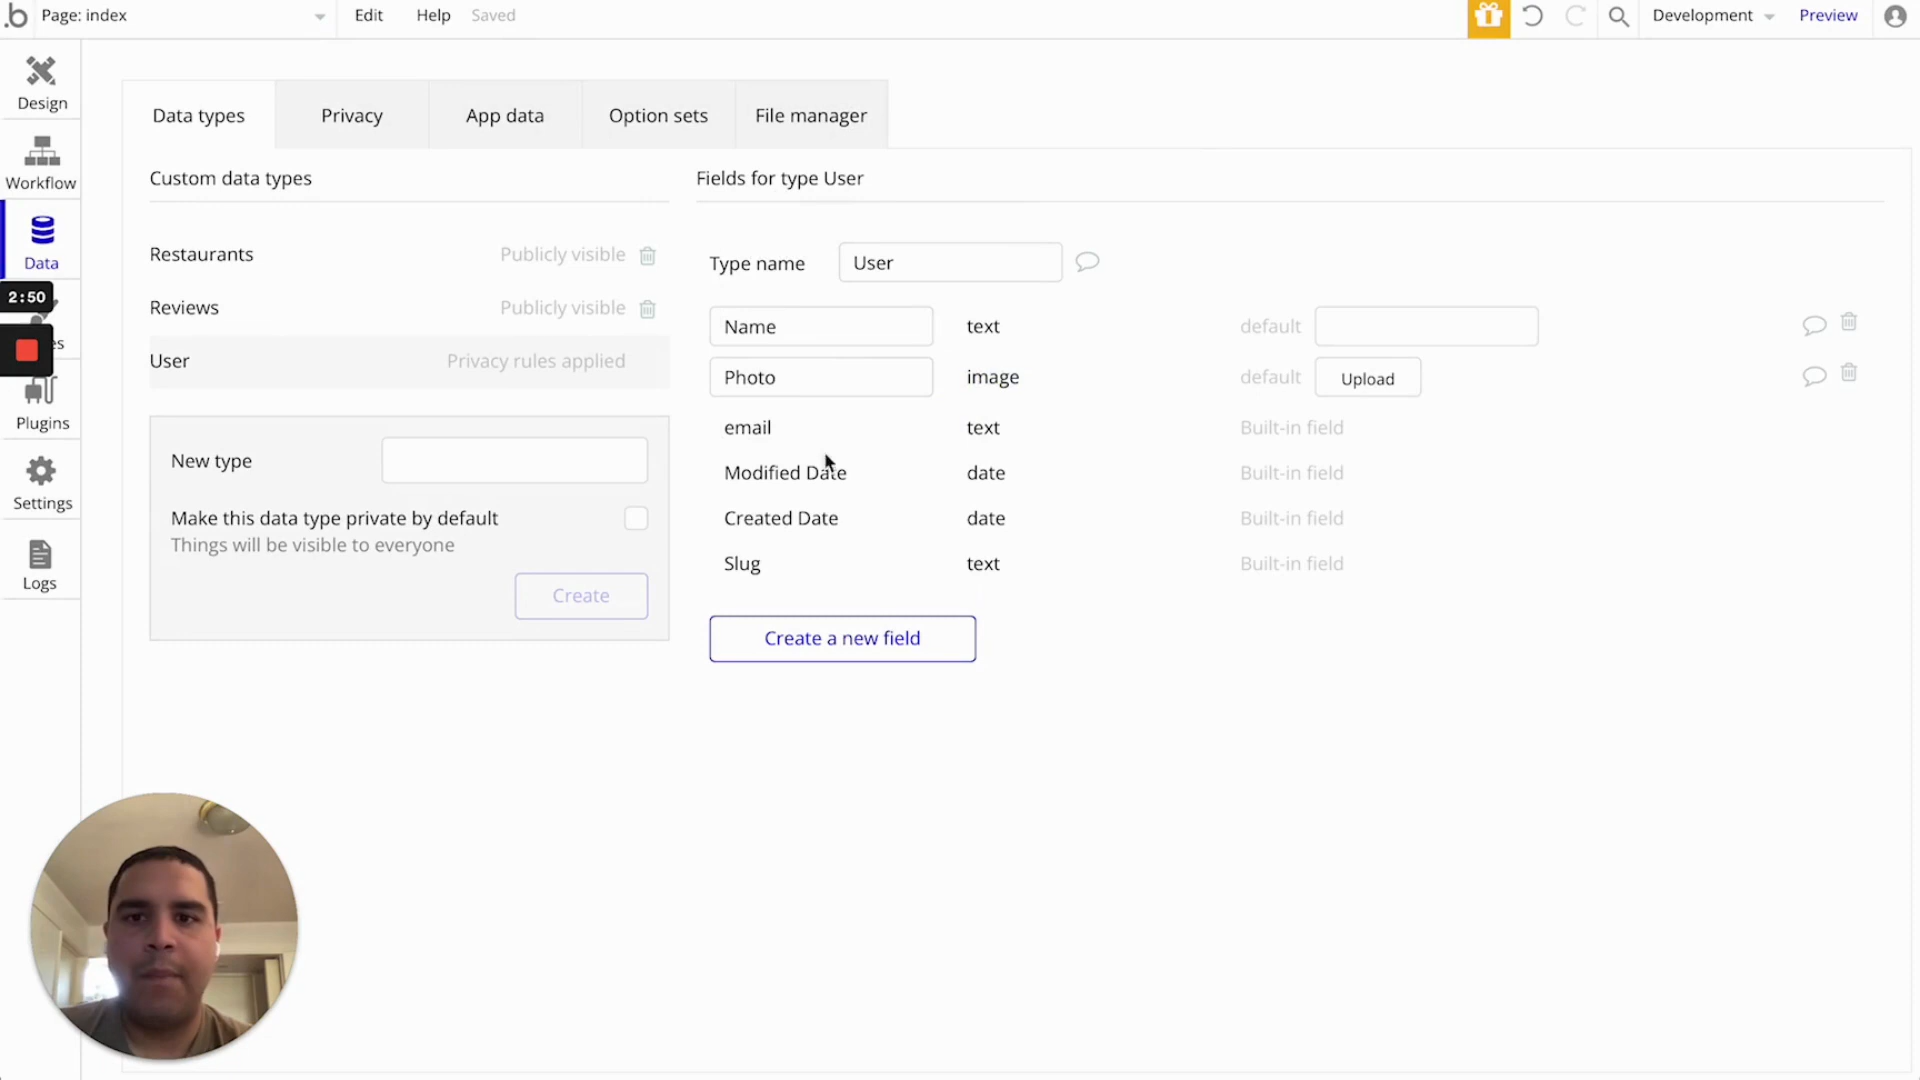 .b
Page: index
Edit
Help
Saved
Development
Preview
Design
Workflow
Data
2:50
es
Plugins
Settings
Logs
Data types
Privacy
App data
Option sets
File manager
Custom data types
Restaurants Publicly visible
Reviews Publicly visible
User Privacy rules applied
New type
Make this data type private by default
Things will be visible to everyone
Create
Fields for type User
Type name User
Name text default
Photo image default Upload
email text Built-in field
Modified Date date Built-in field
Created Date date Built-in field
Slug text Built-in field
Create a new field